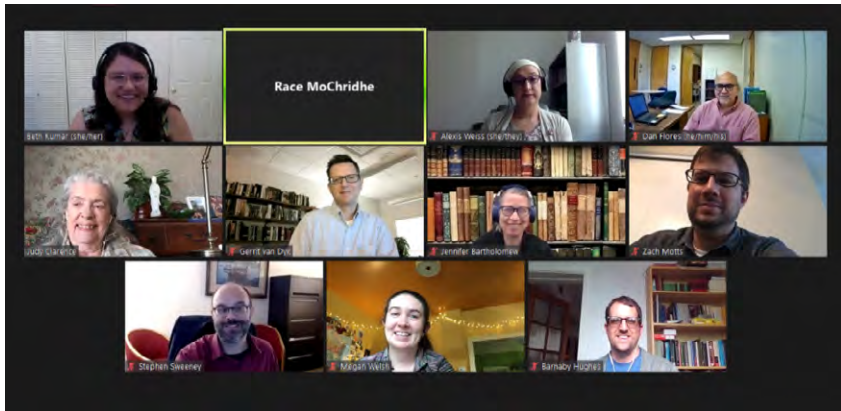 Race MoChridhe
Beth Kumar (she/her)
Alexis Weiss (she/they)
Dan Flores (he/him/his)
Judy Clarence
Gerrit van Dyk
Jennifer Bartholomew
Zach Motts
Stephen Sweeney
Megan Welsh
Barnaby Hughes